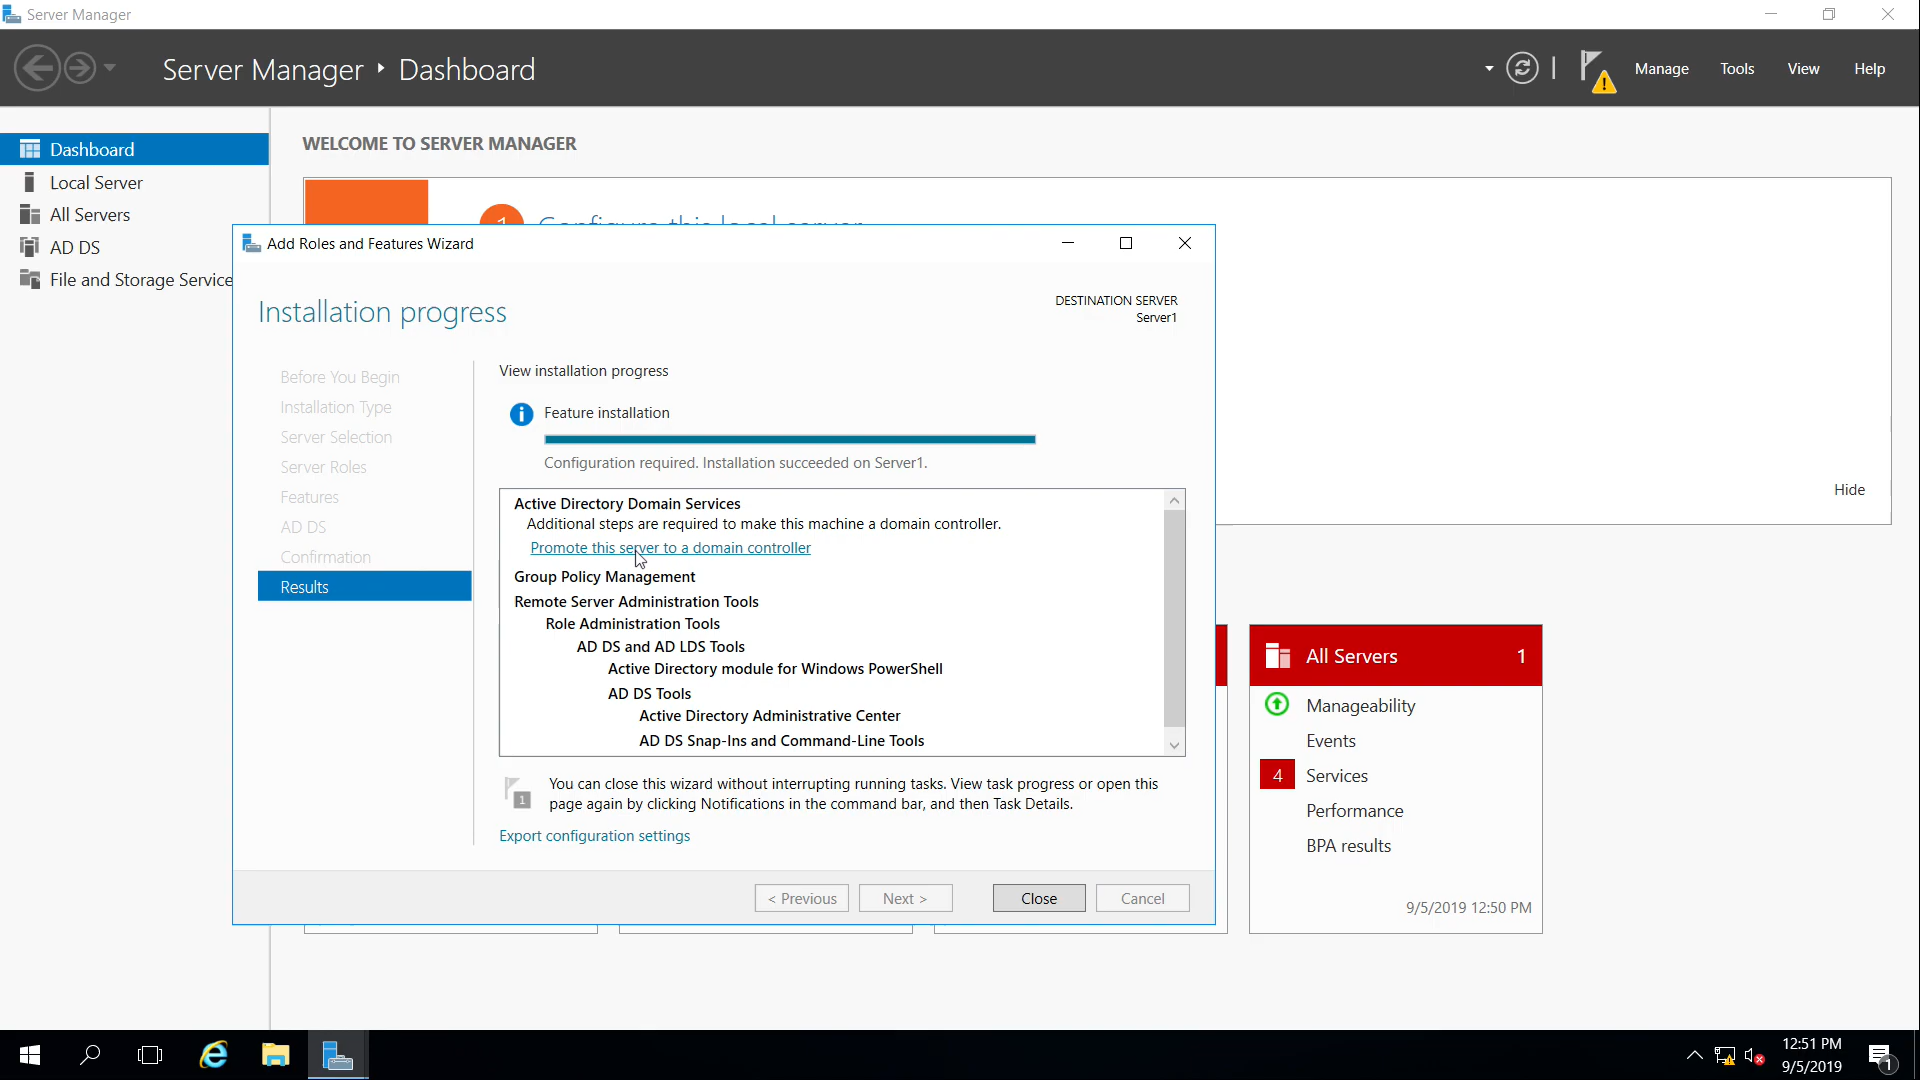 Server Manager
Server Manager ‣ Dashboard
Manage
Tools
View
Help
Dashboard
Local Server
All Servers
AD DS
File and Storage Service
WELCOME TO SERVER MANAGER
1
Configure this local server
Add Roles and Features Wizard
Installation progress
DESTINATION SERVER
Server1
Before You Begin
Installation Type
Server Selection
Server Roles
Features
AD DS
Confirmation
Results
View installation progress
Feature installation
Configuration required. Installation succeeded on Server1.
Active Directory Domain Services
Additional steps are required to make this machine a domain controller.
Promote this server to a domain controller
Group Policy Management
Remote Server Administration Tools
Role Administration Tools
AD DS and AD LDS Tools
Active Directory module for Windows PowerShell
AD DS Tools
Active Directory Administrative Center
AD DS Snap-Ins and Command-Line Tools
1
You can close this wizard without interrupting running tasks. View task progress or open this
page again by clicking Notifications in the command bar, and then Task Details.
Export configuration settings
< Previous
Next >
Close
Cancel
Hide
All Servers 1
Manageability
Events
4 Services
Performance
BPA results
9/5/2019 12:50 PM
12:51 PM
9/5/2019
1